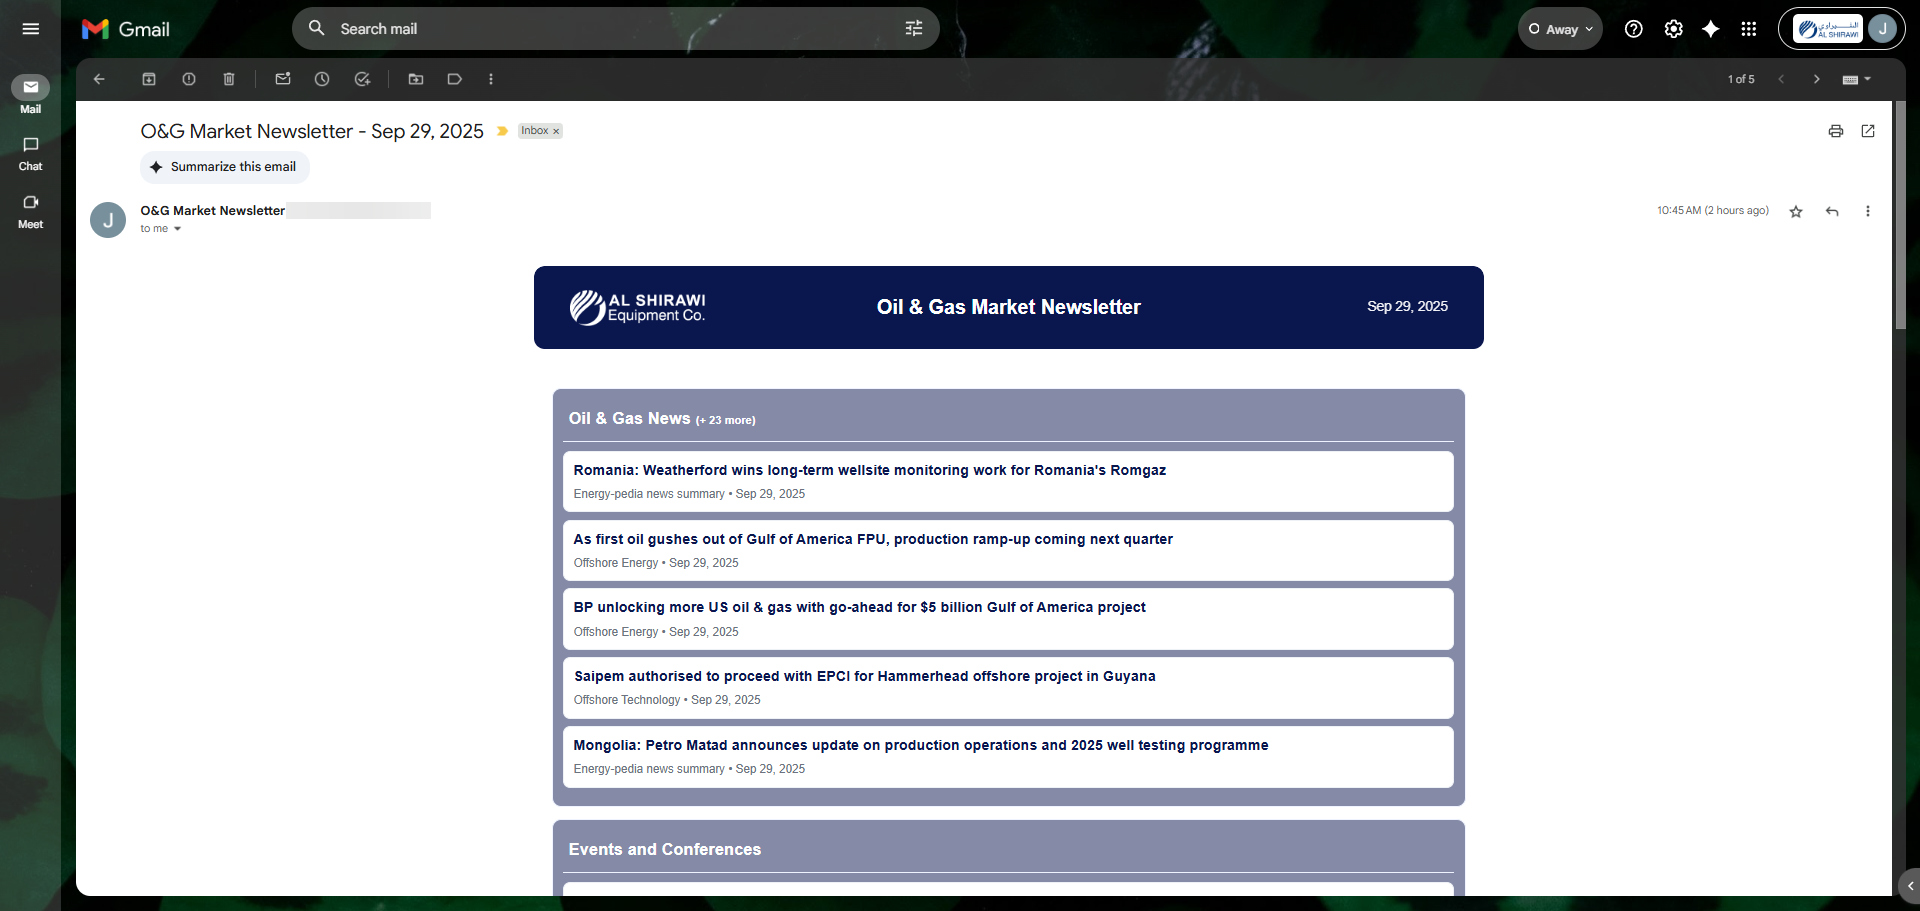 Gmail
Search mail
Away
الشيراوي
AL SHIRAWI
J
Mail
Chat
Meet
1 of 5
O&G Market Newsletter - Sep 29, 2025
Inbox ×
Summarize this email
J
O&G Market Newsletter
10:45 AM (2 hours ago)
to me
AL SHIRAWI
Equipment Co.
Oil & Gas Market Newsletter
Sep 29, 2025
Oil & Gas News (+ 23 more)
Romania: Weatherford wins long-term wellsite monitoring work for Romania's Romgaz
Energy-pedia news summary • Sep 29, 2025
As first oil gushes out of Gulf of America FPU, production ramp-up coming next quarter
Offshore Energy • Sep 29, 2025
BP unlocking more US oil & gas with go-ahead for $5 billion Gulf of America project
Offshore Energy • Sep 29, 2025
Saipem authorised to proceed with EPCI for Hammerhead offshore project in Guyana
Offshore Technology • Sep 29, 2025
Mongolia: Petro Matad announces update on production operations and 2025 well testing programme
Energy-pedia news summary • Sep 29, 2025
Events and Conferences